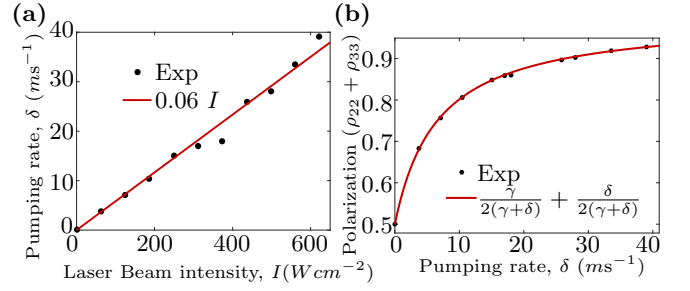 (a)
40
30
20
10
0
Pumping rate, δ (ms⁻¹)
Exp
0.06 I
0
200
400
600
Laser Beam intensity, I(Wcm⁻²)
(b)
0.9
0.8
0.7
0.6
0.5
Polarization (ρ₂₂ + ρ₃₃)
Exp
γ/2(γ+δ) + δ/2(γ+δ)
0
10
20
30
40
Pumping rate, δ (ms⁻¹)